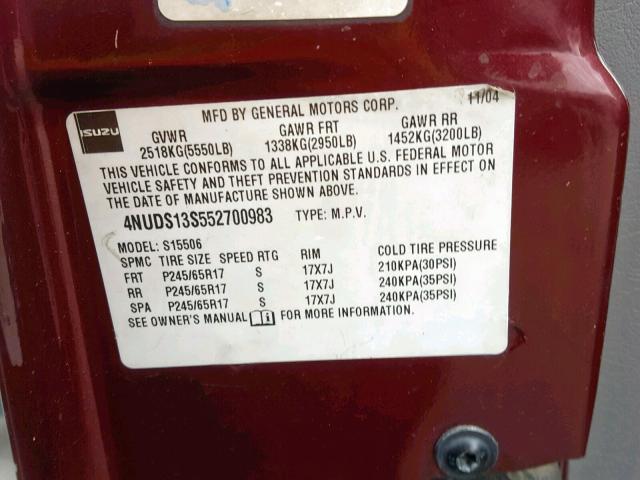 MFD BY GENERAL MOTORS CORP. 11/04
ISUZU
GVWR GAWR FRT GAWR RR
2518KG(5550LB) 1338KG(2950LB) 1452KG(3200LB)
THIS VEHICLE CONFORMS TO ALL APPLICABLE U.S. FEDERAL MOTOR
VEHICLE SAFETY AND THEFT PREVENTION STANDARDS IN EFFECT ON
THE DATE OF MANUFACTURE SHOWN ABOVE.
4NUDS13S552700983 TYPE: M.P.V.
MODEL: S15506
SPMC TIRE SIZE SPEED RTG RIM COLD TIRE PRESSURE
FRT P245/65R17 S 17X7J 210KPA(30PSI)
RR P245/65R17 S 17X7J 240KPA(35PSI)
SPA P245/65R17 S 17X7J 240KPA(35PSI)
SEE OWNER'S MANUAL FOR MORE INFORMATION.